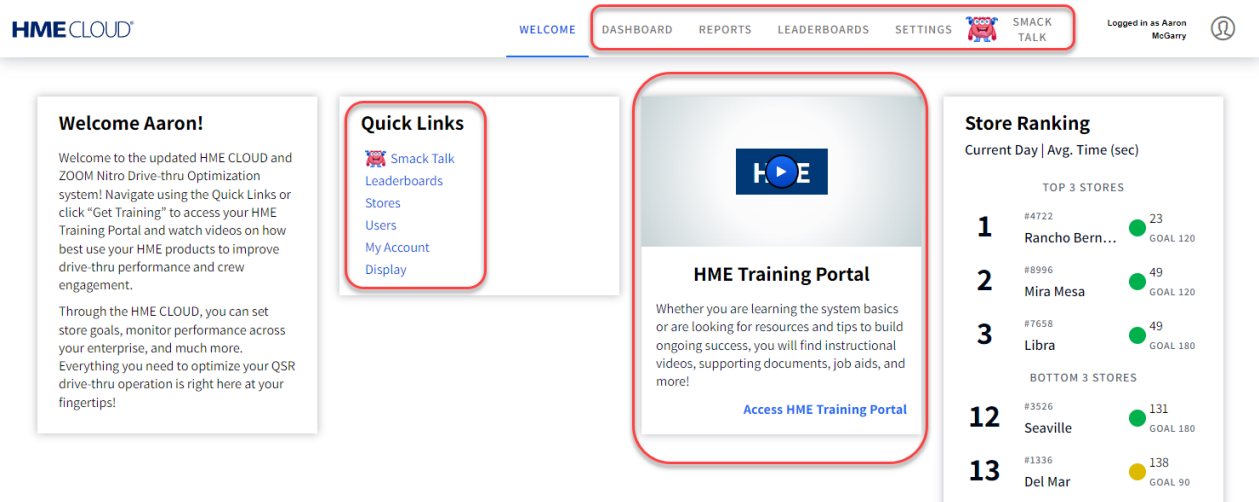 HME CLOUD®
WELCOME
DASHBOARD
REPORTS
LEADERBOARDS
SETTINGS
SMACK
TALK
Logged in as Aaron
McGarry
Welcome Aaron!
Welcome to the updated HME CLOUD and
ZOOM Nitro Drive-thru Optimization
system! Navigate using the Quick Links or
click “Get Training” to access your HME
Training Portal and watch videos on how
best use your HME products to improve
drive-thru performance and crew
engagement.
Through the HME CLOUD, you can set
store goals, monitor performance across
your enterprise, and much more.
Everything you need to optimize your QSR
drive-thru operation is right here at your
fingertips!
Quick Links
Smack Talk
Leaderboards
Stores
Users
My Account
Display
HME Training Portal
Whether you are learning the system basics
or are looking for resources and tips to build
ongoing success, you will find instructional
videos, supporting documents, job aids, and
more!
Access HME Training Portal
Store Ranking
Current Day | Avg. Time (sec)
TOP 3 STORES
1 #4722 Rancho Bern... 23 GOAL 120
2 #8996 Mira Mesa 49 GOAL 120
3 #7658 Libra 49 GOAL 180
BOTTOM 3 STORES
12 #3526 Seaville 131 GOAL 180
13 #1336 Del Mar 138 GOAL 90